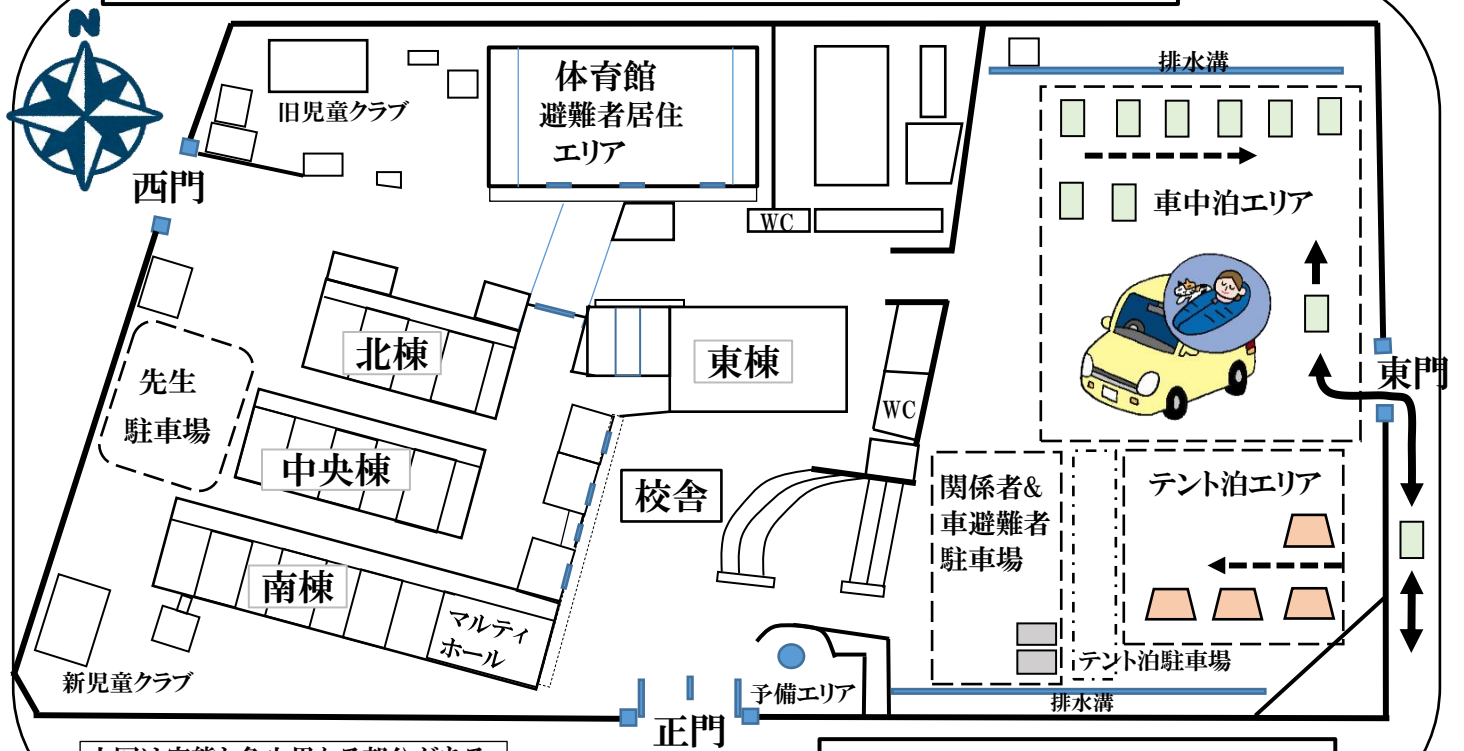 N
排水溝
体育館
避難者居住
エリア
旧児童クラブ
西門
車中泊エリア
WC
北棟
東棟
東門
先生
駐車場
WC
中央棟
校舎
関係者&
車避難者
駐車場
テント泊エリア
南棟
マルティ
ホール
新児童クラブ
テント泊駐車場
予備エリア
排水溝
正門